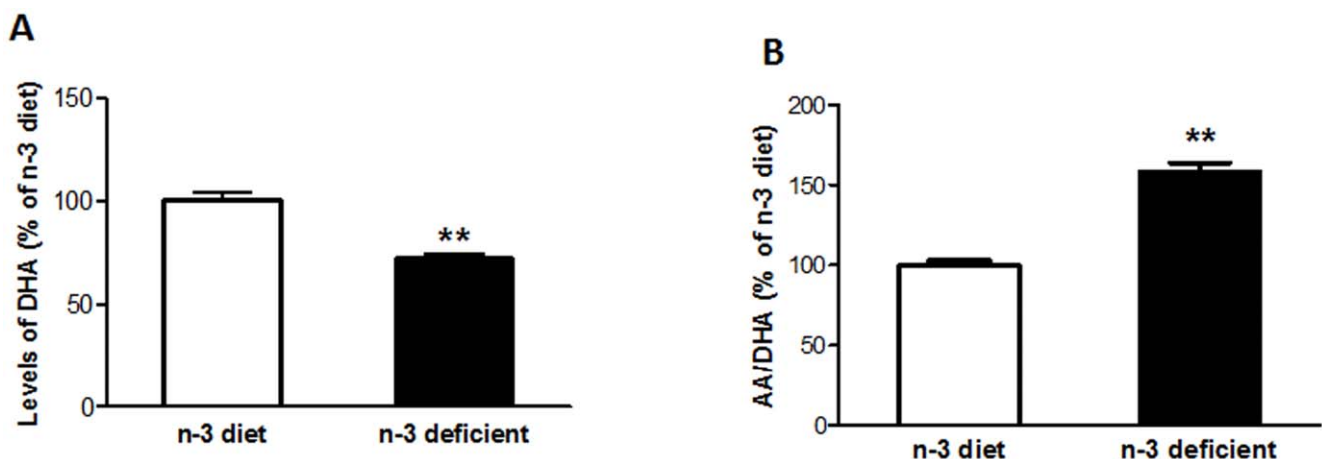 A
Levels of DHA (% of n-3 diet)
150
100
50
0
**
n-3 diet
n-3 deficient
B
AA/DHA (% of n-3 diet)
200
150
100
50
0
**
n-3 diet
n-3 deficient